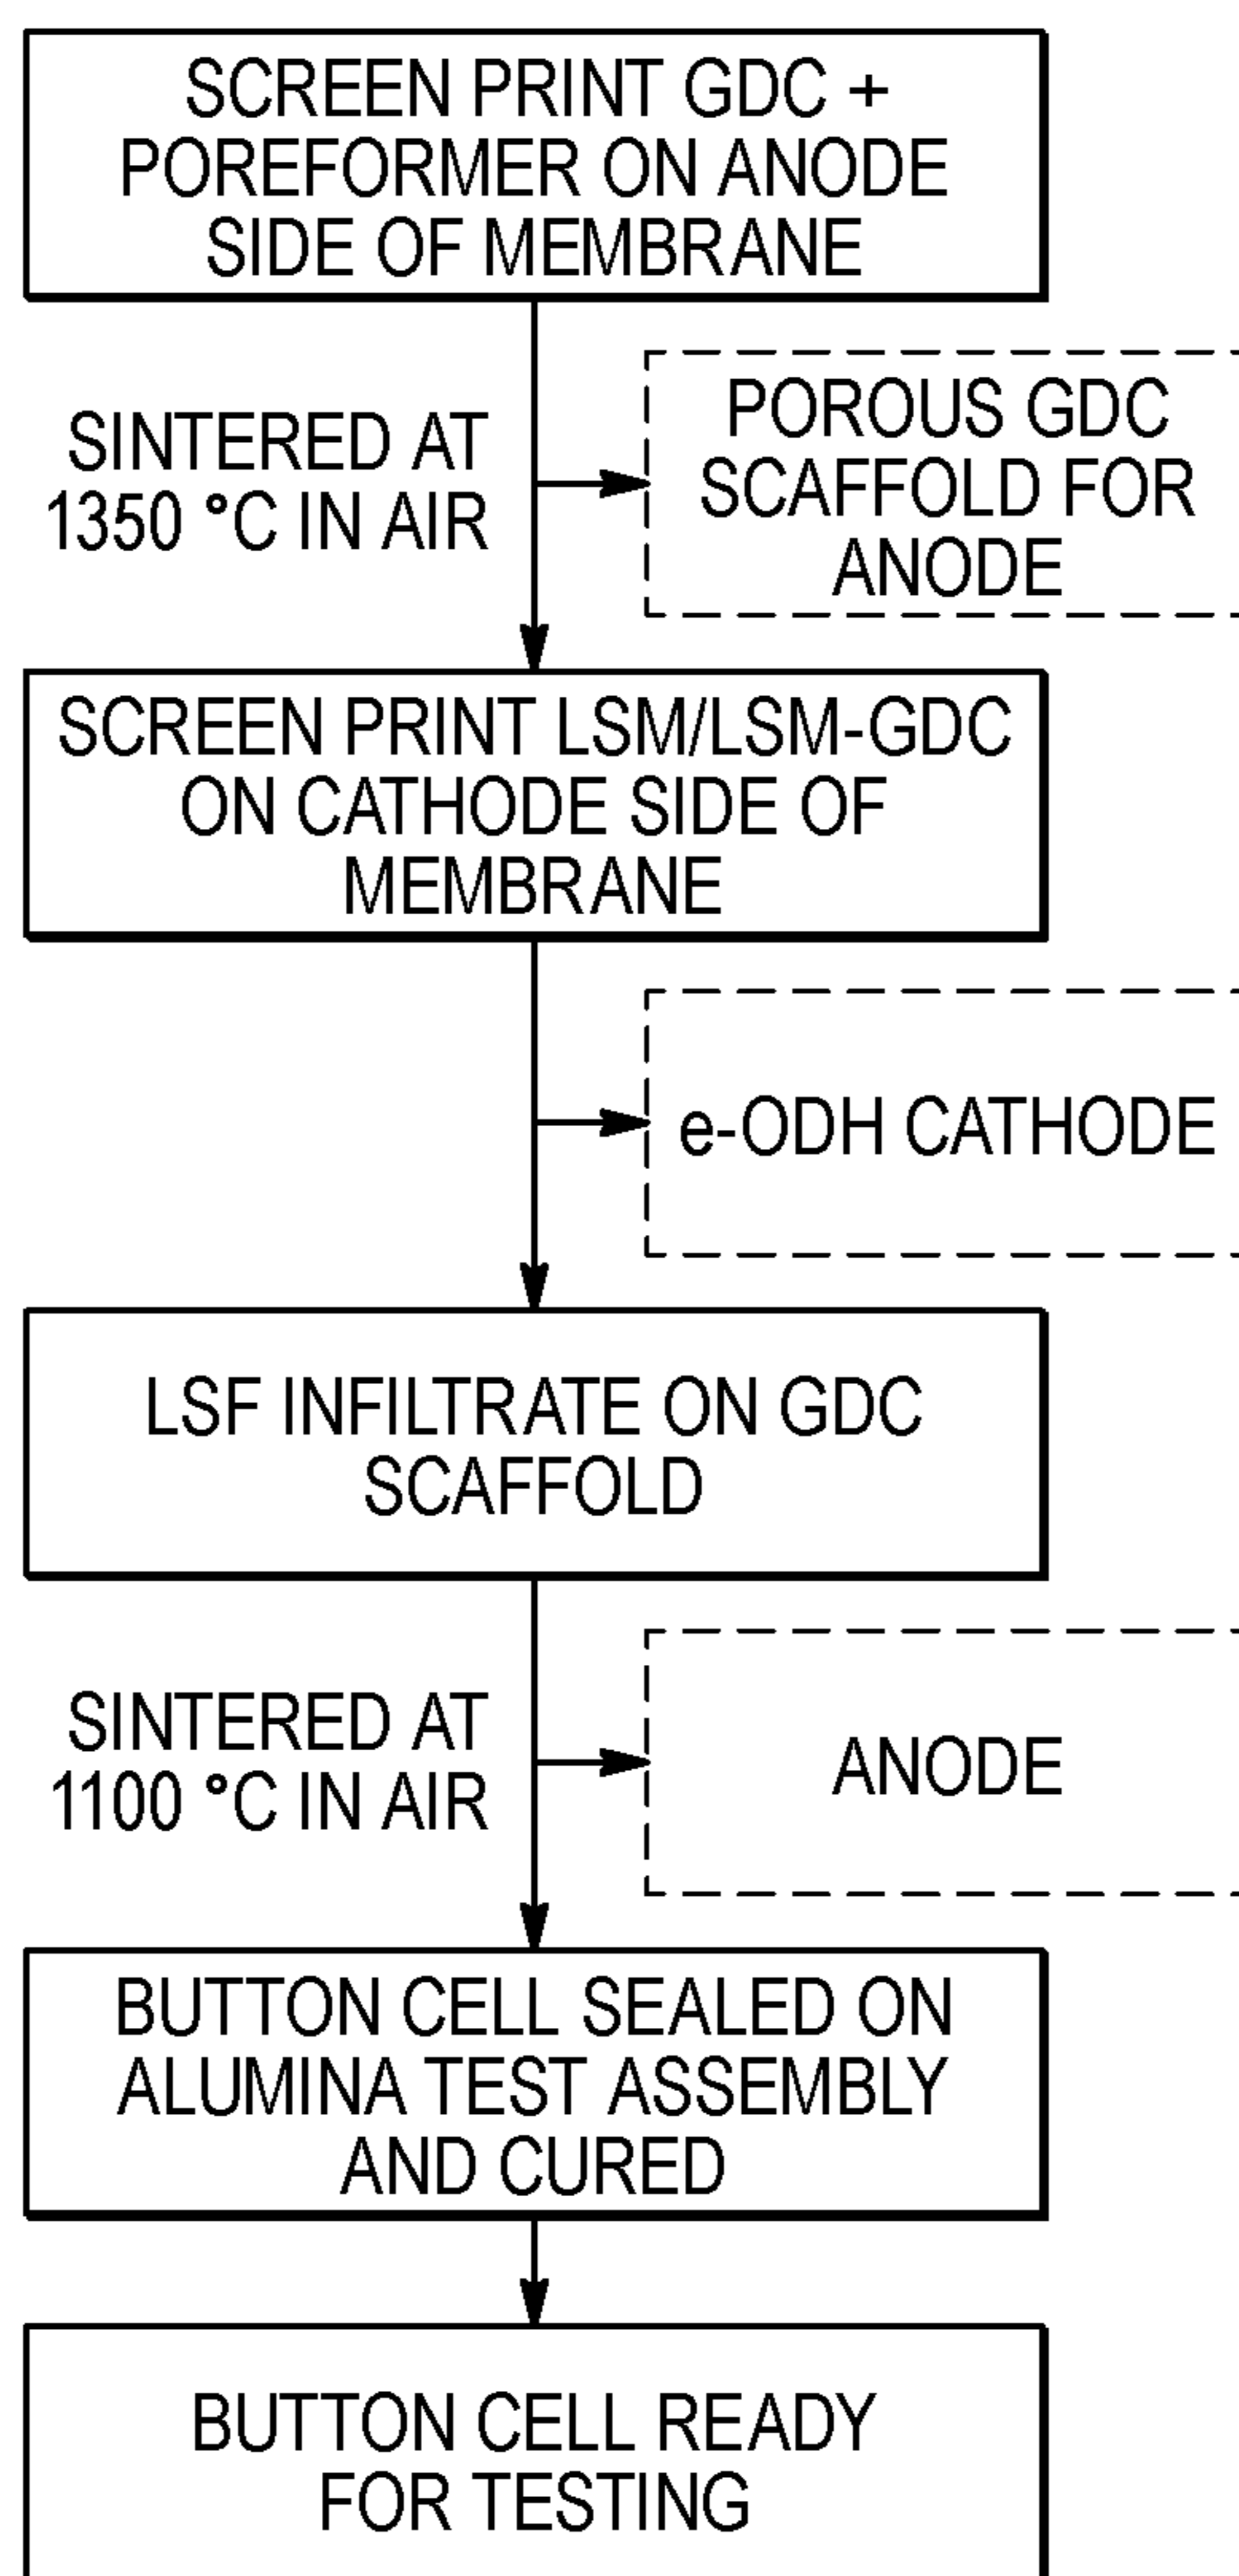 SCREEN PRINT GDC +
POREFORMER ON ANODE
SIDE OF MEMBRANE
SINTERED AT
1350 °C IN AIR
POROUS GDC
SCAFFOLD FOR
ANODE
SCREEN PRINT LSM/LSM-GDC
ON CATHODE SIDE OF
MEMBRANE
e-ODH CATHODE
LSF INFILTRATE ON GDC
SCAFFOLD
SINTERED AT
1100 °C IN AIR
ANODE
BUTTON CELL SEALED ON
ALUMINA TEST ASSEMBLY
AND CURED
BUTTON CELL READY
FOR TESTING